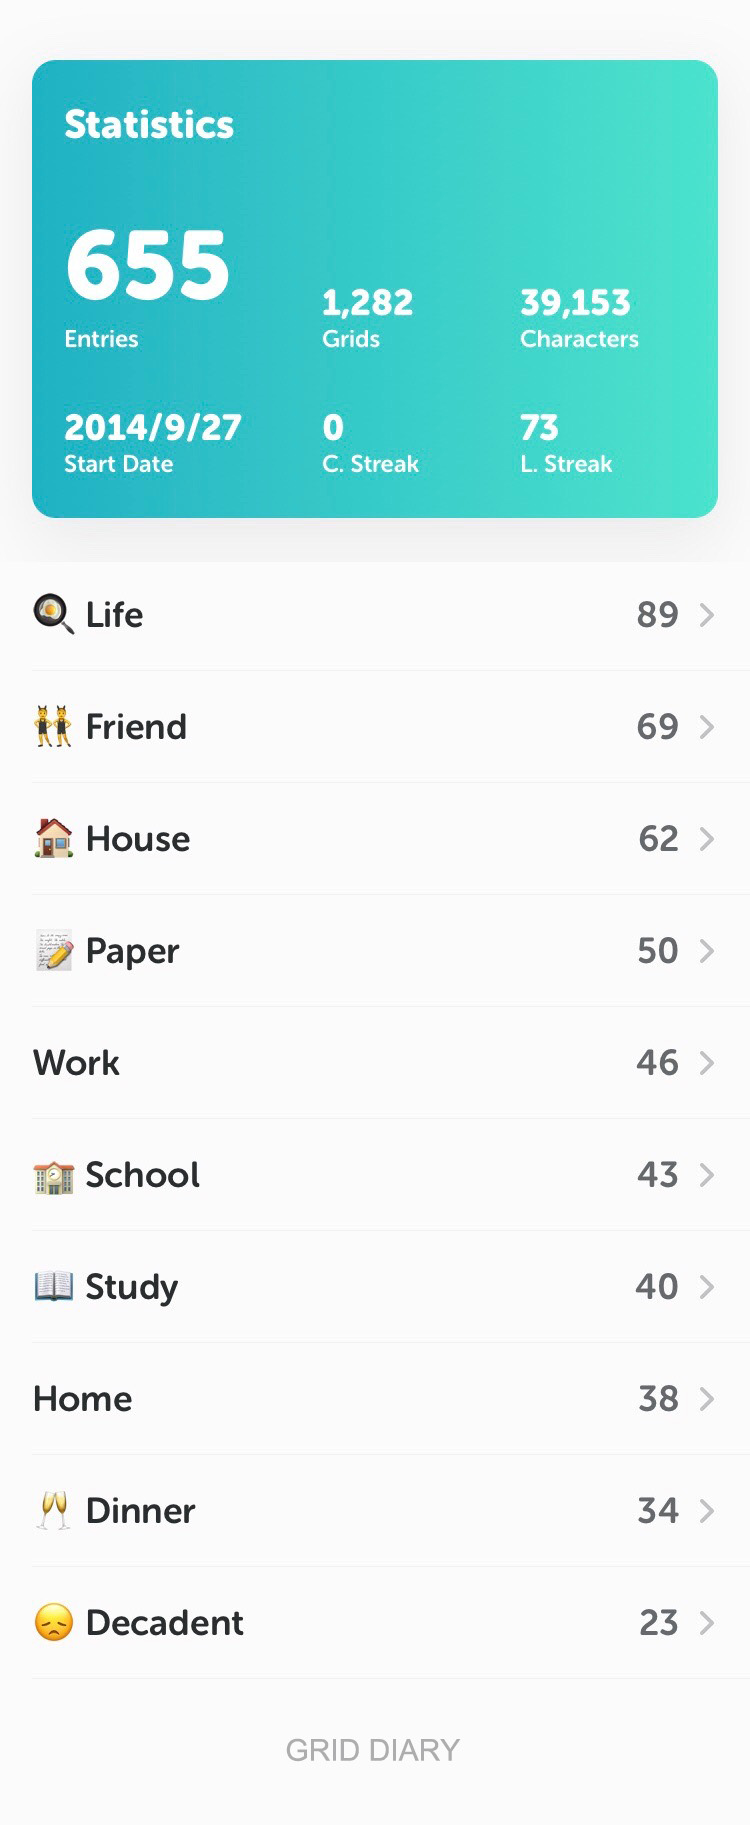 Statistics
655
Entries
1,282
Grids
39,153
Characters
2014/9/27
Start Date
0
C. Streak
73
L. Streak
Life 89
Friend 69
House 62
Paper 50
Work 46
School 43
Study 40
Home 38
Dinner 34
Decadent 23
GRID DIARY